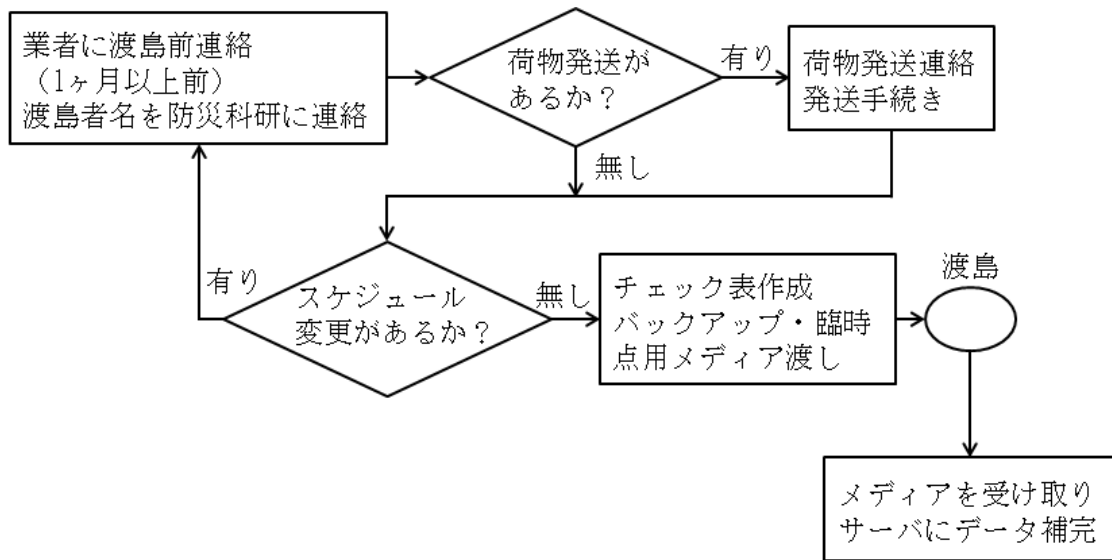 業者に渡島前連絡
(1ヶ月以上前)
渡島者名を防災科研に連絡
荷物発送が
あるか?
有り
荷物発送連絡
発送手続き
無し
有り
スケジュール
変更があるか?
無し
チェック表作成
バックアップ・臨時
点用メディア渡し
渡島
メディアを受け取り
サーバにデータ補完